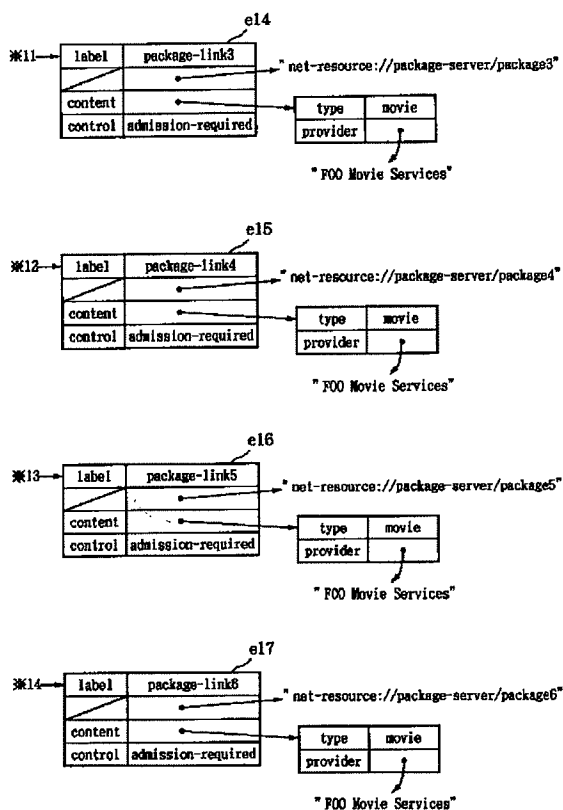 e14
※11 label package-link3
"net-resource://package-server/package3"
content type movie
control admission-required provider
"FOO Movie Services"
e15
※12 label package-link4
"net-resource://package-server/package4"
content type movie
control admission-required provider
"FOO Movie Services"
e16
※13 label package-link5
"net-resource://package-server/package5"
content type movie
control admission-required provider
"FOO Movie Services"
e17
※14 label package-link6
"net-resource://package-server/package6"
content type movie
control admission-required provider
"FOO Movie Services"